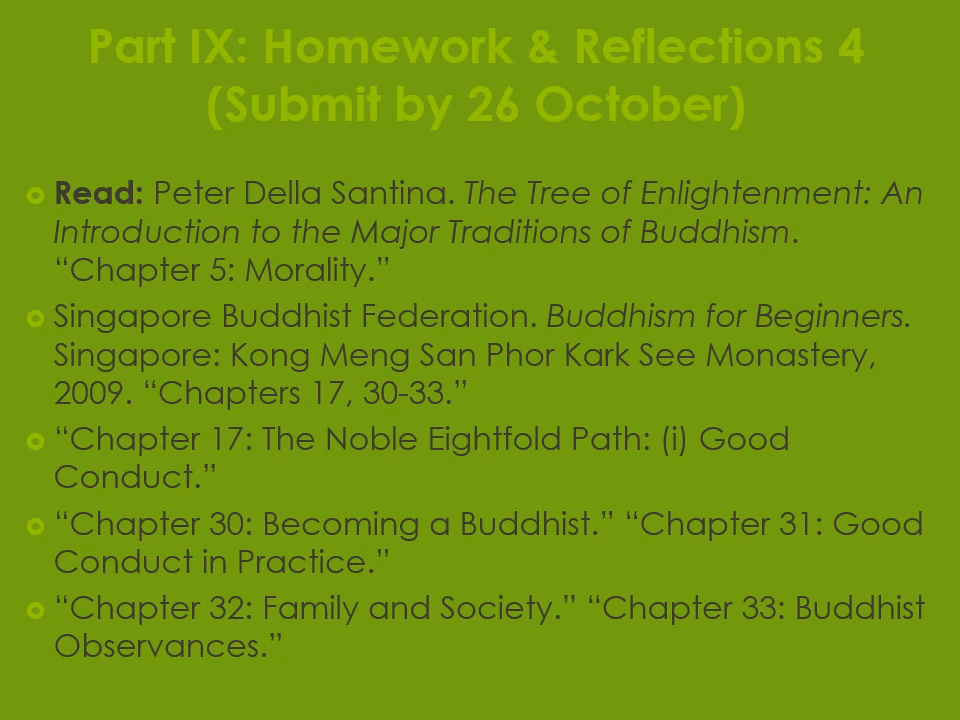 Part IX: Homework & Reflections 4
(Submit by 26 October)
Read: Peter Della Santina. The Tree of Enlightenment: An
Introduction to the Major Traditions of Buddhism.
“Chapter 5: Morality.”
Singapore Buddhist Federation. Buddhism for Beginners.
Singapore: Kong Meng San Phor Kark See Monastery,
2009. “Chapters 17, 30-33.”
“Chapter 17: The Noble Eightfold Path: (i) Good
Conduct.”
“Chapter 30: Becoming a Buddhist.” “Chapter 31: Good
Conduct in Practice.”
“Chapter 32: Family and Society.” “Chapter 33: Buddhist
Observances.”